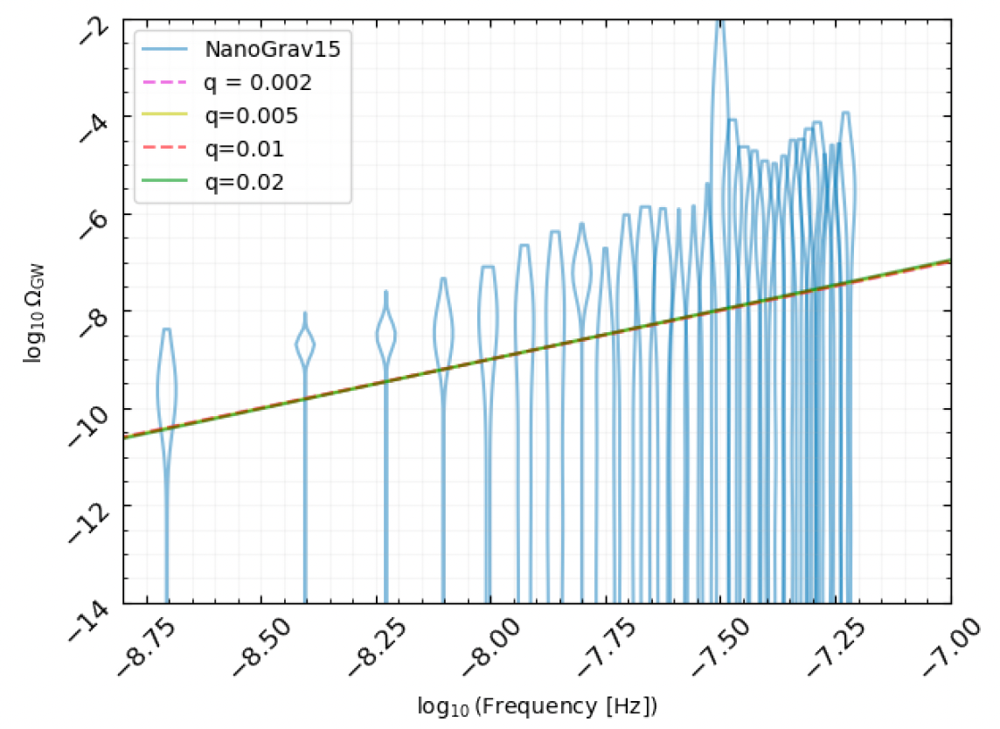 −2
−4
−6
−8
−10
−12
−14
log₁₀ Ω_GW
NanoGrav15
q = 0.002
q=0.005
q=0.01
q=0.02
−8.75 −8.50 −8.25 −8.00 −7.75 −7.50 −7.25 −7.00
log₁₀ (Frequency [Hz])